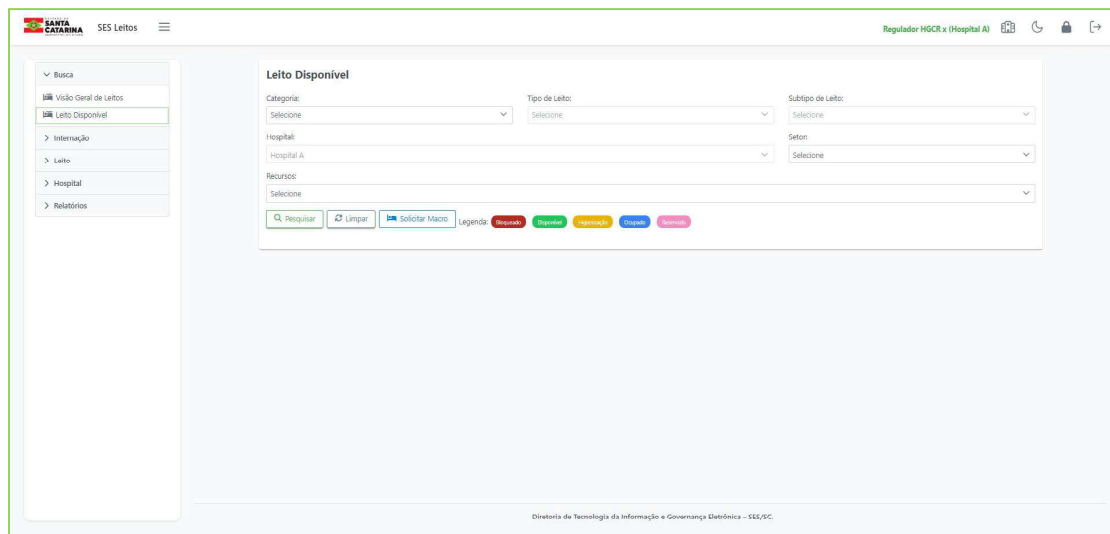 SANTA
CATARINA
SES Leitos
Regulador HGCR x (Hospital A)
Busca
Visão Geral de Leitos
Leito Disponível
Internação
Leito
Hospital
Relatórios
Leito Disponível
Categoria: Tipo de Leito: Subtipo de Leito:
Selecione Selecione Selecione
Hospital: Setor:
Hospital A Selecione
Recursos:
Selecione
Pesquisar Limpar Solicitar Macro Legenda: Bloqueado Disponível Higienização Ocupado Reservado
Diretoria de Tecnologia da Informação e Governança Eletrônica – SES/SC.